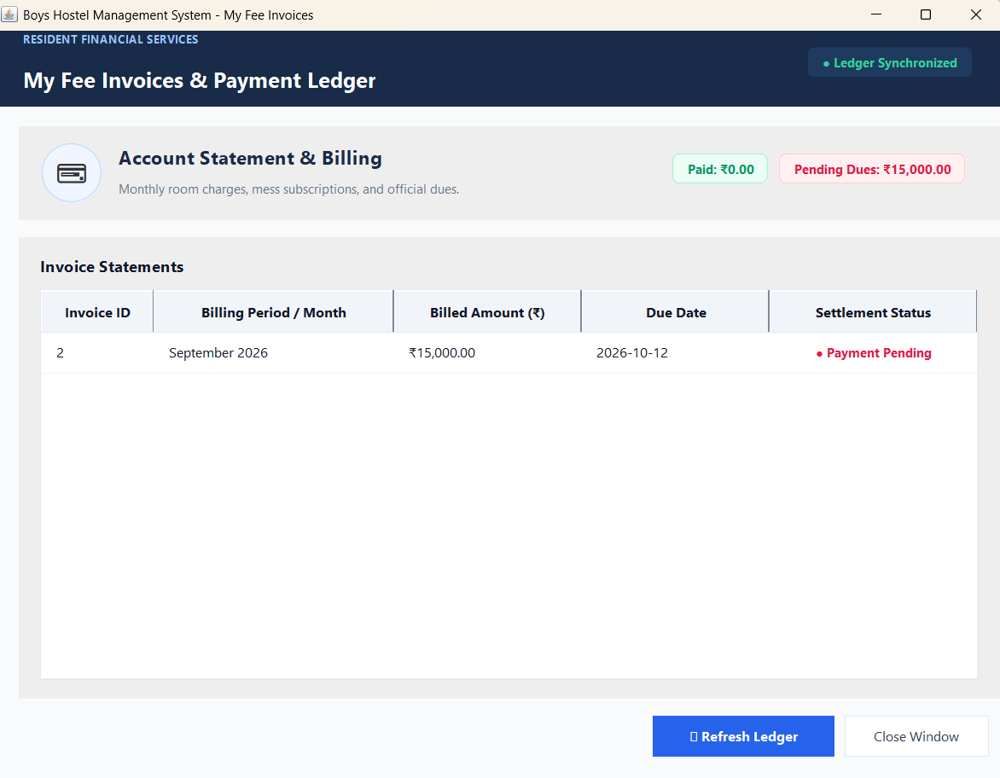 Boys Hostel Management System - My Fee Invoices
RESIDENT FINANCIAL SERVICES
My Fee Invoices & Payment Ledger
● Ledger Synchronized
Account Statement & Billing
Monthly room charges, mess subscriptions, and official dues.
Paid: ₹0.00
Pending Dues: ₹15,000.00
Invoice Statements
Invoice ID Billing Period / Month Billed Amount (₹) Due Date Settlement Status
2 September 2026 ₹15,000.00 2026-10-12 ● Payment Pending
▯ Refresh Ledger
Close Window